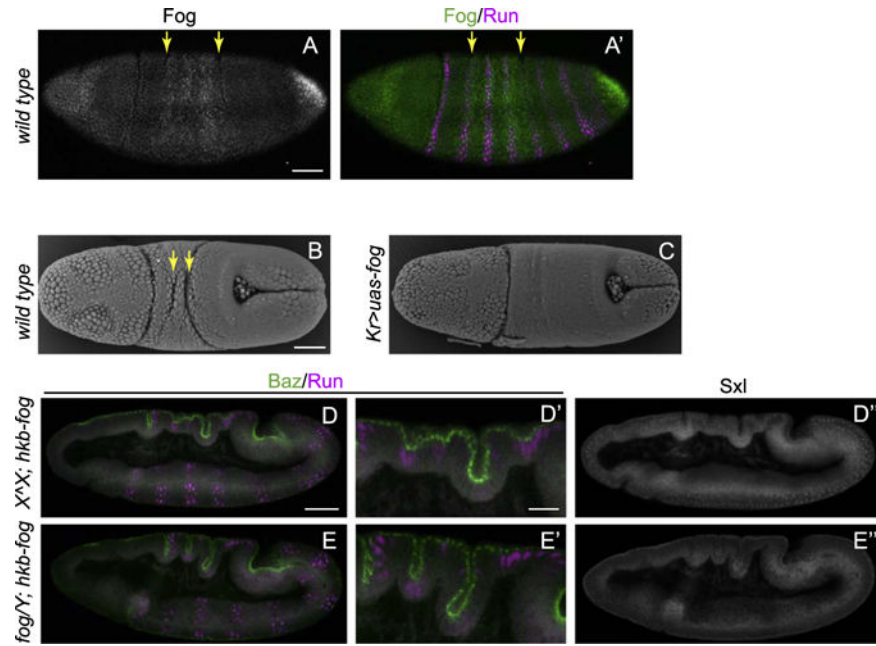 Fog
Fog/Run
wild type
A
A'
wild type
B
Kr>uas-fog
C
Baz/Run
Sxl
X^X; hkb-fog
D
D'
D"
fog/Y; hkb-fog
E
E'
E"